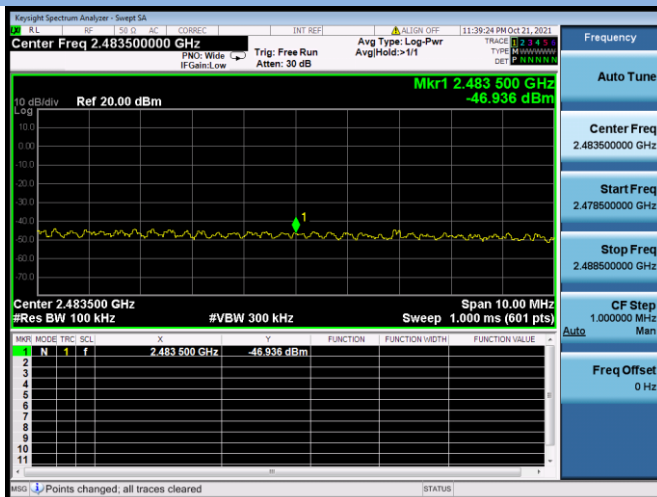 Keysight Spectrum Analyzer - Swept SA
RL RF 50 Ω AC CORREC INT REF ALIGN OFF 11:39:24 PM Oct 21, 2021
Center Freq 2.483500000 GHz
PNO: Wide
IFGain:Low
Trig: Free Run
Atten: 30 dB
Avg Type: Log-Pwr
Avg|Hold:>1/1
TRACE 1 2 3 4 5 6
TYPE M WWWWW
DET P N N N N N
Mkr1 2.483 500 GHz
-46.936 dBm
10 dB/div Ref 20.00 dBm
Log
10.0
0.00
-10.0
-20.0
-30.0
-40.0
-50.0
-60.0
-70.0
1
Center 2.483500 GHz Span 10.00 MHz
#Res BW 100 kHz #VBW 300 kHz Sweep 1.000 ms (601 pts)
MKR MODE TRC SCL X Y FUNCTION FUNCTION WIDTH FUNCTION VALUE
1 N 1 f 2.483 500 GHz -46.936 dBm
2
3
4
5
6
7
8
9
10
11
MSG Points changed; all traces cleared STATUS
Frequency
Auto Tune
Center Freq
2.483500000 GHz
Start Freq
2.478500000 GHz
Stop Freq
2.488500000 GHz
CF Step
1.000000 MHz
Auto Man
Freq Offset
0 Hz